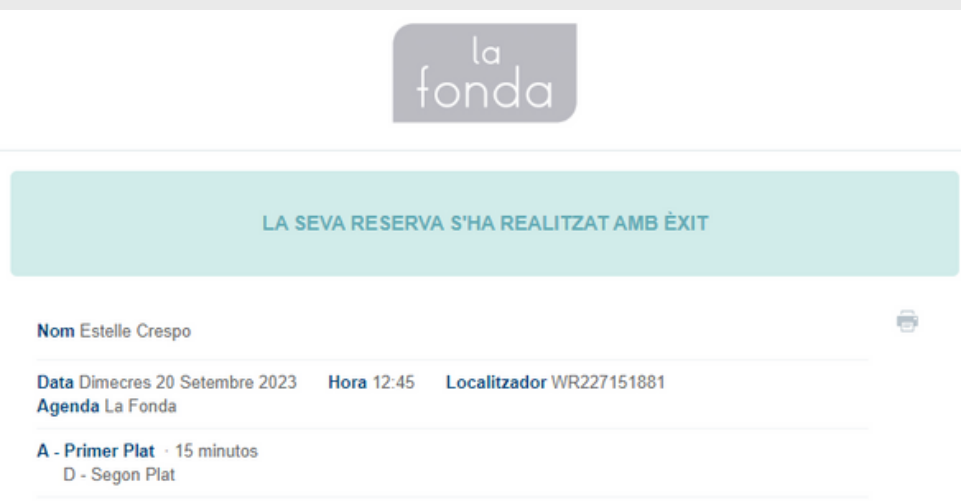 la
fonda
LA SEVA RESERVA S'HA REALITZAT AMB ÈXIT
Nom Estelle Crespo
Data Dimecres 20 Setembre 2023 Hora 12:45 Localitzador WR227151881
Agenda La Fonda
A - Primer Plat · 15 minutos
D - Segon Plat